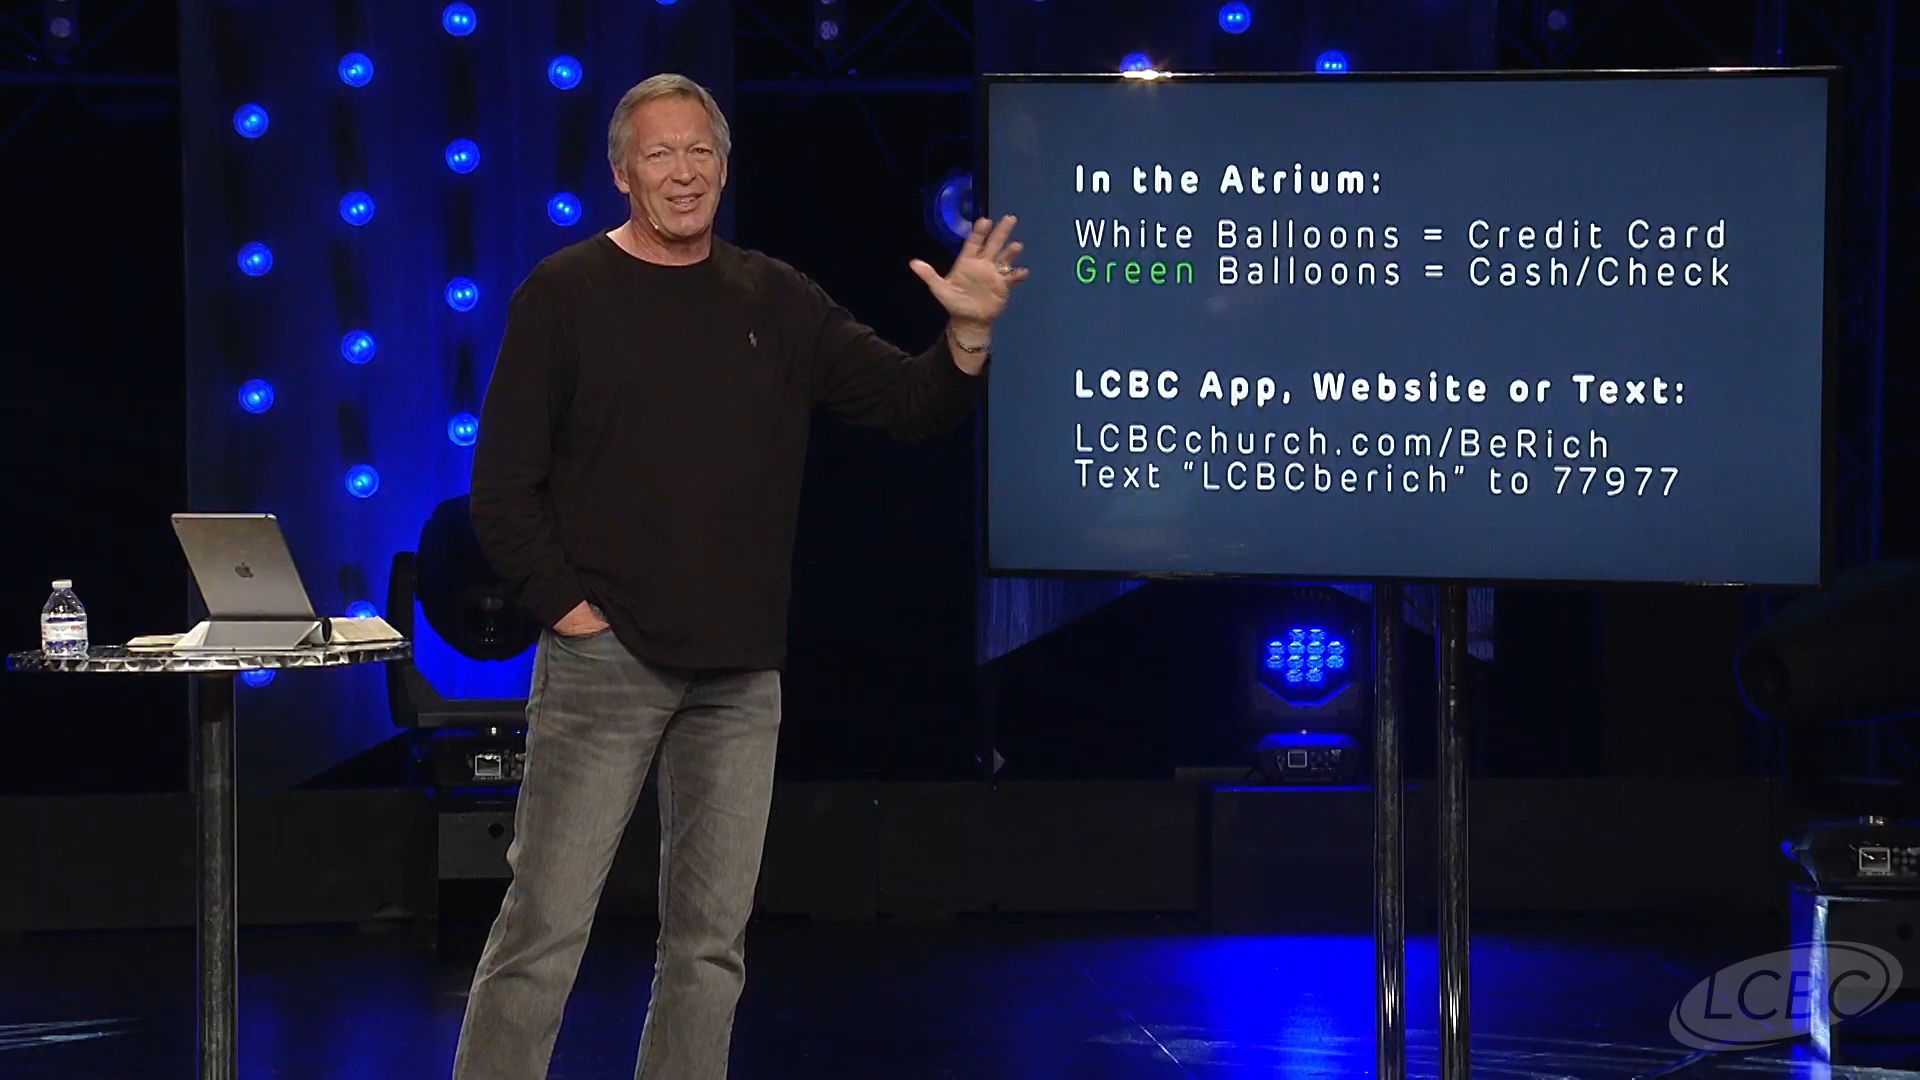 In the Atrium:
White Balloons = Credit Card
Green Balloons = Cash/Check
LCBC App, Website or Text:
LCBCchurch.com/BeRich
Text “LCBCberich” to 77977
LCBC